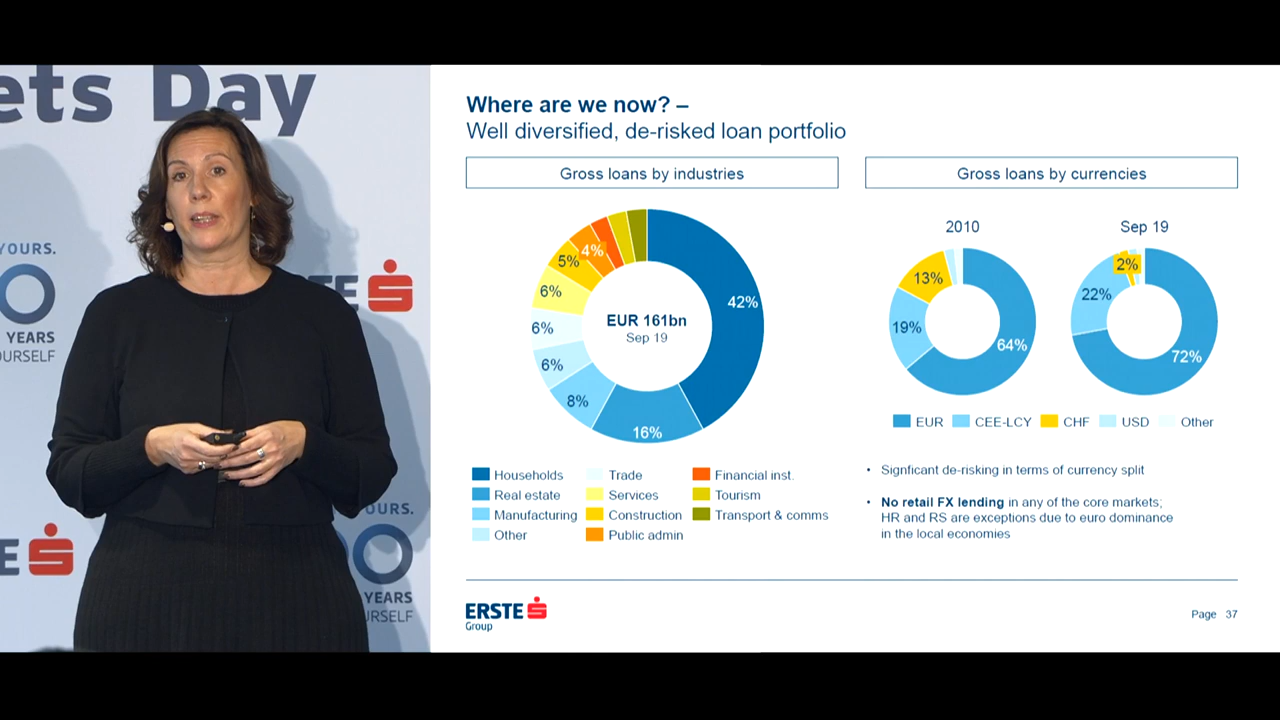 ets Day
YOURS.
YEARS
OURSELF
TE
OURS.
E
YEARS
URSELF
Where are we now? –
Well diversified, de-risked loan portfolio
Gross loans by industries
4%
5%
6%
6%
6%
8%
16%
42%
EUR 161bn
Sep 19
Households
Real estate
Manufacturing
Other
Trade
Services
Construction
Public admin
Financial inst.
Tourism
Transport & comms
Gross loans by currencies
2010
13%
19%
64%
Sep 19
2%
22%
72%
EUR CEE-LCY CHF USD Other
• Signficant de-risking in terms of currency split
• No retail FX lending in any of the core markets;
HR and RS are exceptions due to euro dominance
in the local economies
ERSTE
Group
Page 37